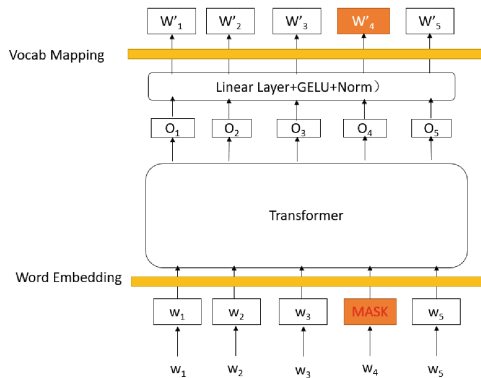 W'₁ W'₂ W'₃ W'₄ W'₅
Vocab Mapping
Linear Layer+GELU+Norm）
O₁ O₂ O₃ O₄ O₅
Transformer
Word Embedding
w₁ w₂ w₃ MASK w₅
w₁ w₂ w₃ w₄ w₅